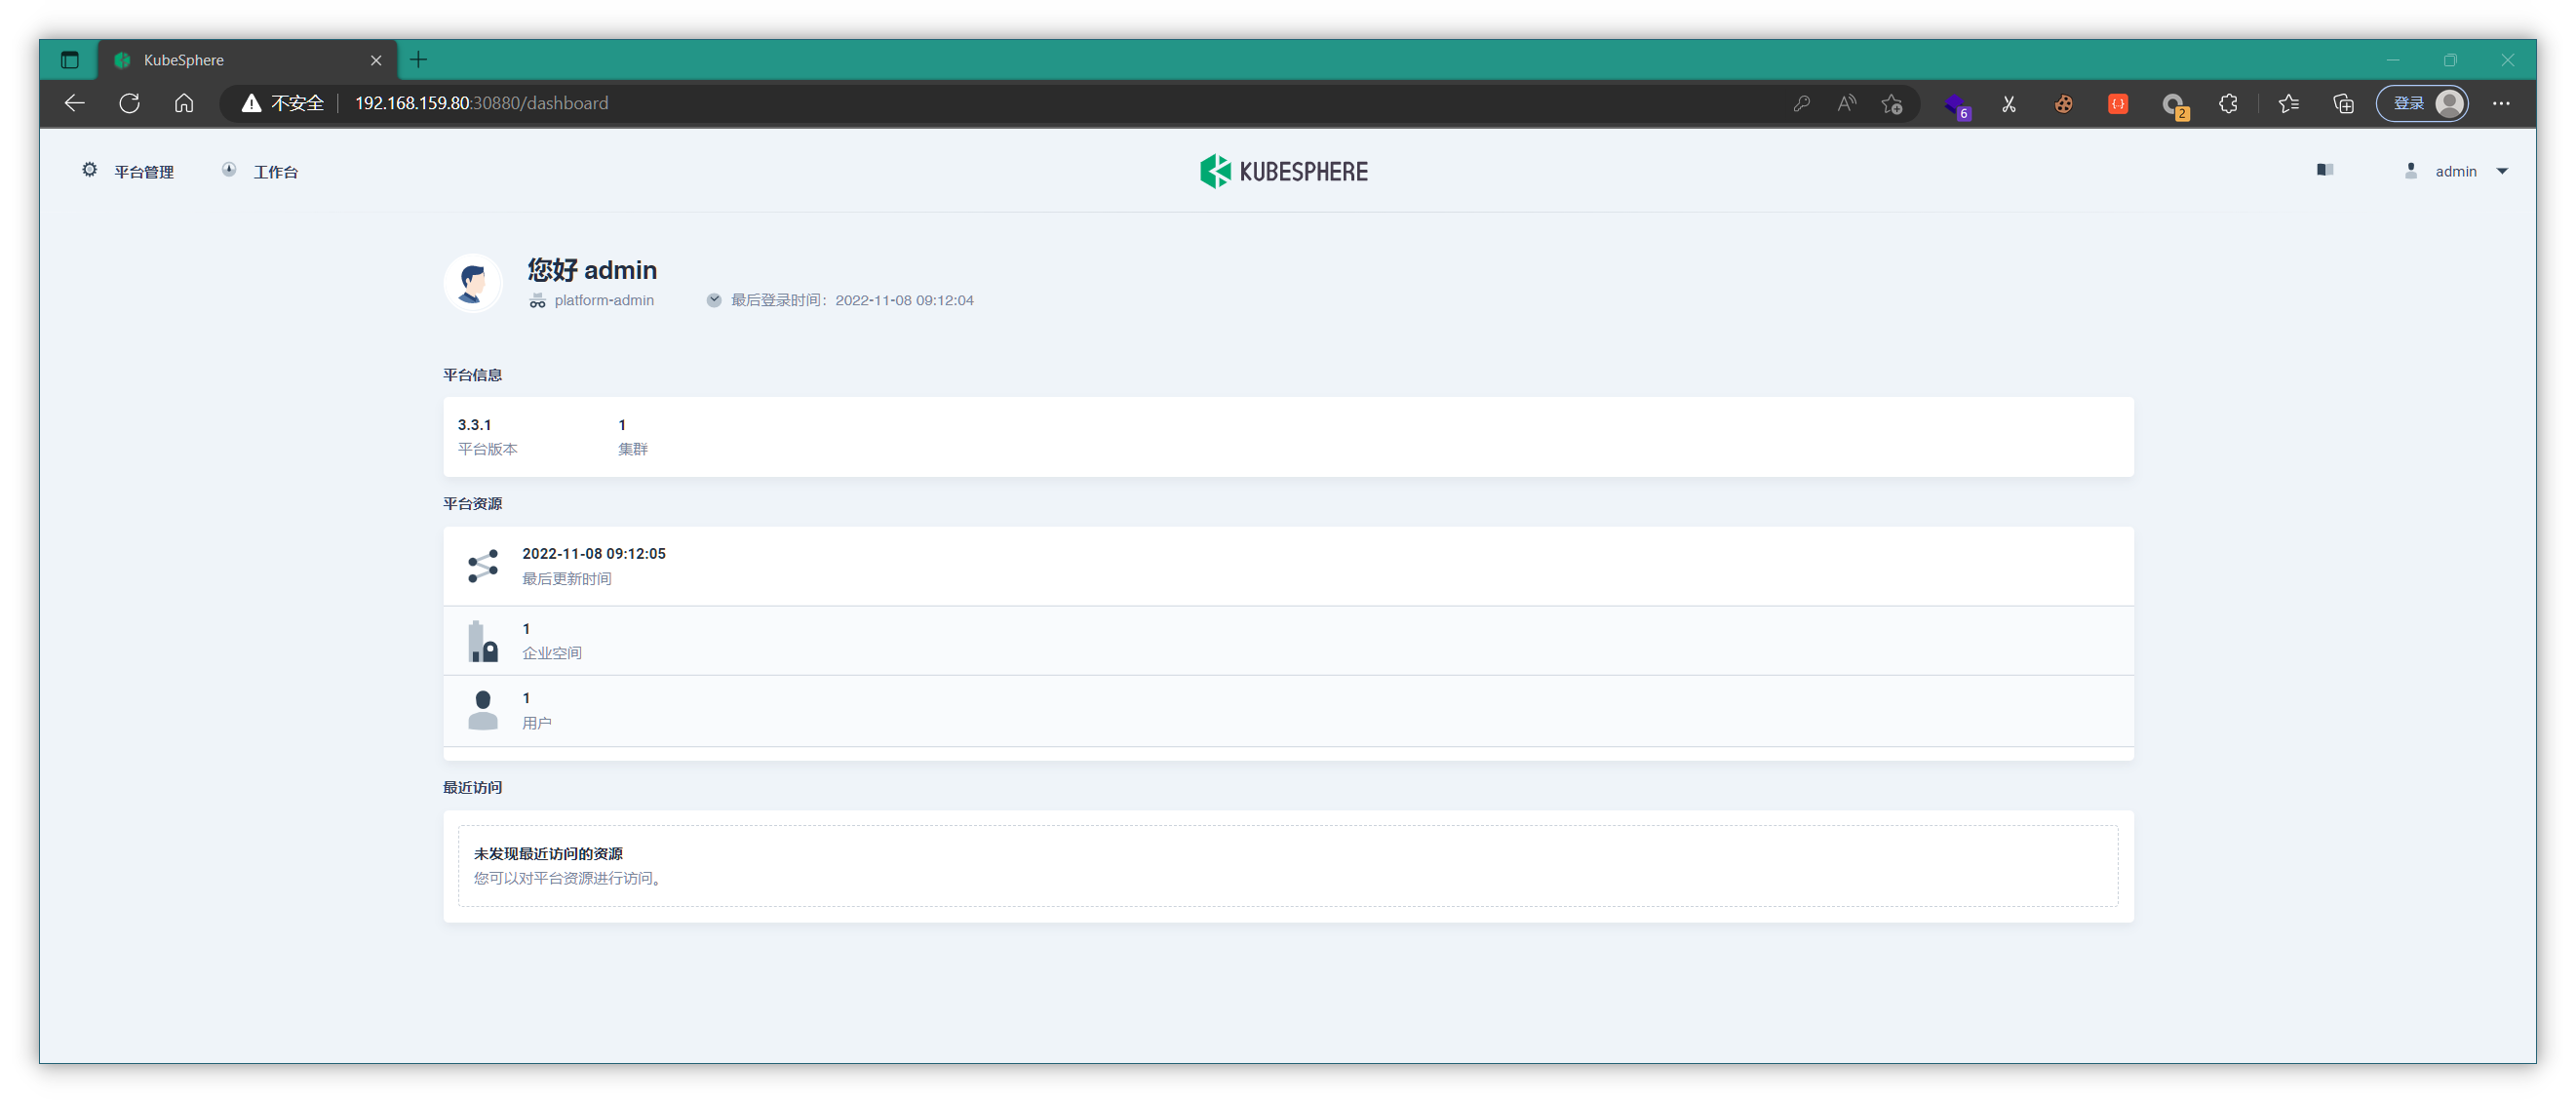 KubeSphere
不安全 192.168.159.80:30880/dashboard
6
{·}
2
登录
平台管理
工作台
KUBESPHERE
admin
您好 admin
platform-admin
最后登录时间：2022-11-08 09:12:04
平台信息
3.3.1
1
平台版本
集群
平台资源
2022-11-08 09:12:05
最后更新时间
1
企业空间
1
用户
最近访问
未发现最近访问的资源
您可以对平台资源进行访问。